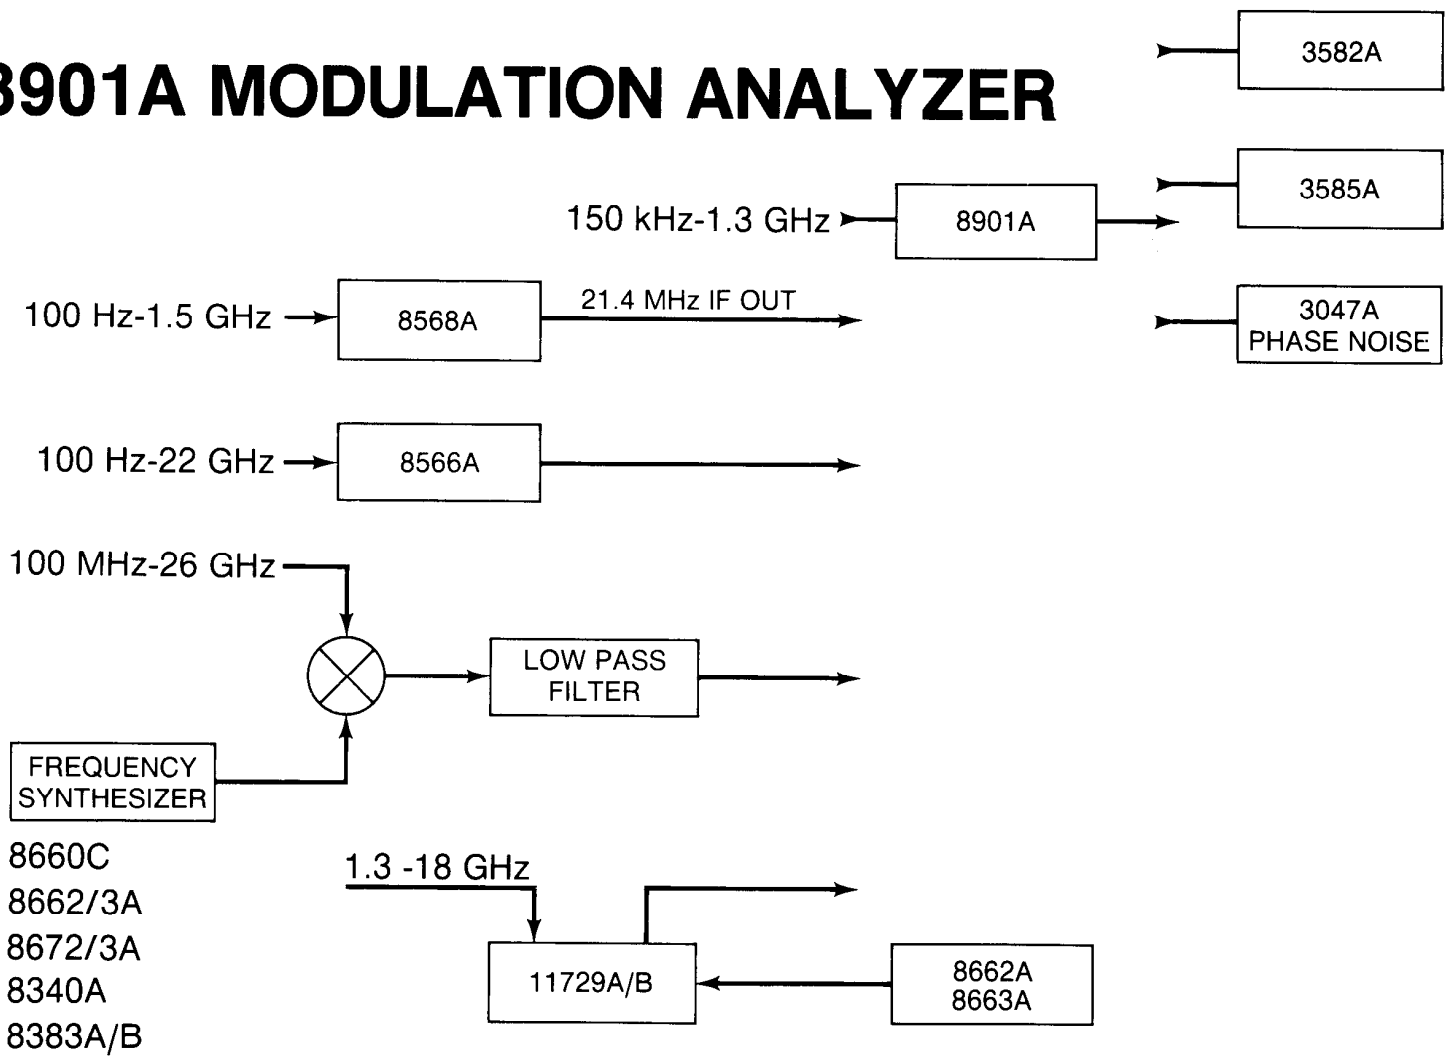 8901A MODULATION ANALYZER
3582A
3585A
150 kHz-1.3 GHz
8901A
100 Hz-1.5 GHz
8568A
21.4 MHz IF OUT
3047A
PHASE NOISE
100 Hz-22 GHz
8566A
100 MHz-26 GHz
LOW PASS
FILTER
FREQUENCY
SYNTHESIZER
8660C
8662/3A
8672/3A
8340A
8383A/B
1.3 -18 GHz
11729A/B
8662A
8663A